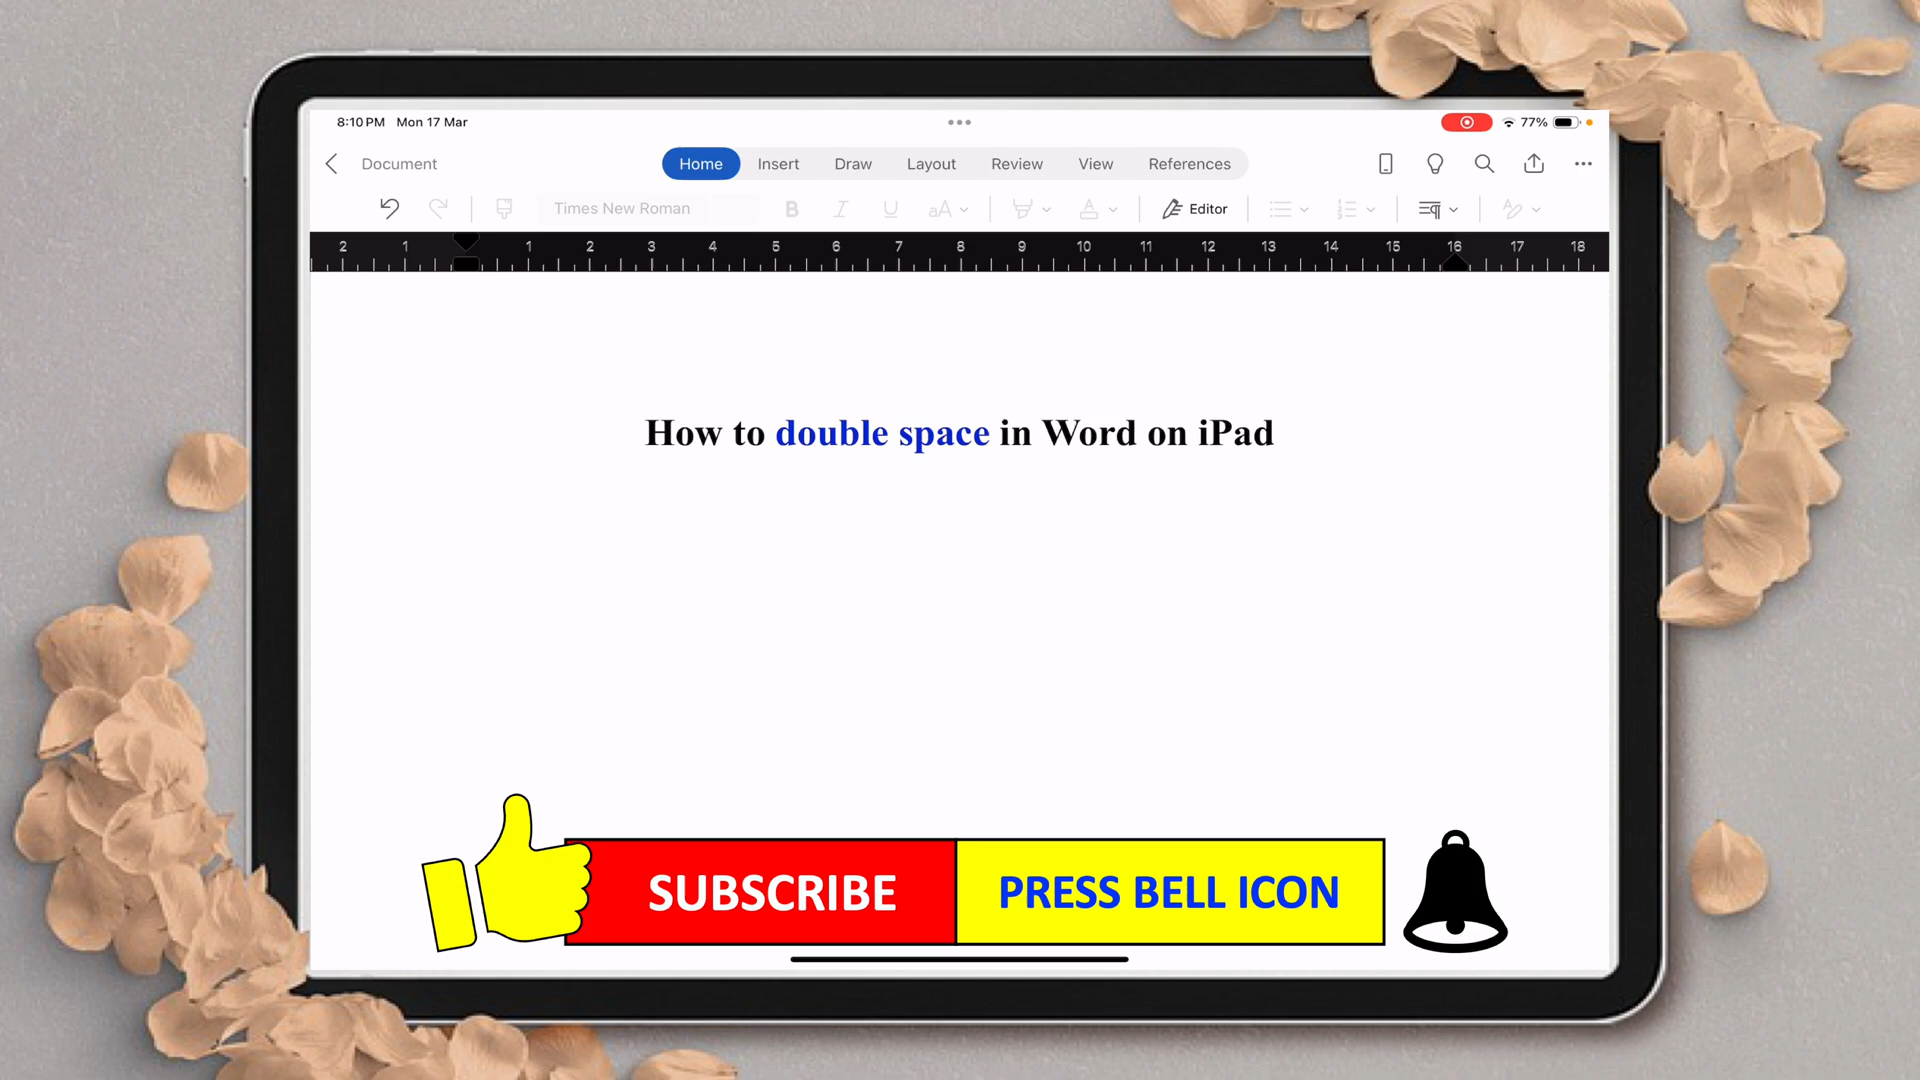 8:10 PM Mon 17 Mar
77%
Document
Home Insert Draw Layout Review View References
Times New Roman B I U aA A Editor
2 1 1 2 3 4 5 6 7 8 9 10 11 12 13 14 15 16 17 18
How to double space in Word on iPad
SUBSCRIBE PRESS BELL ICON